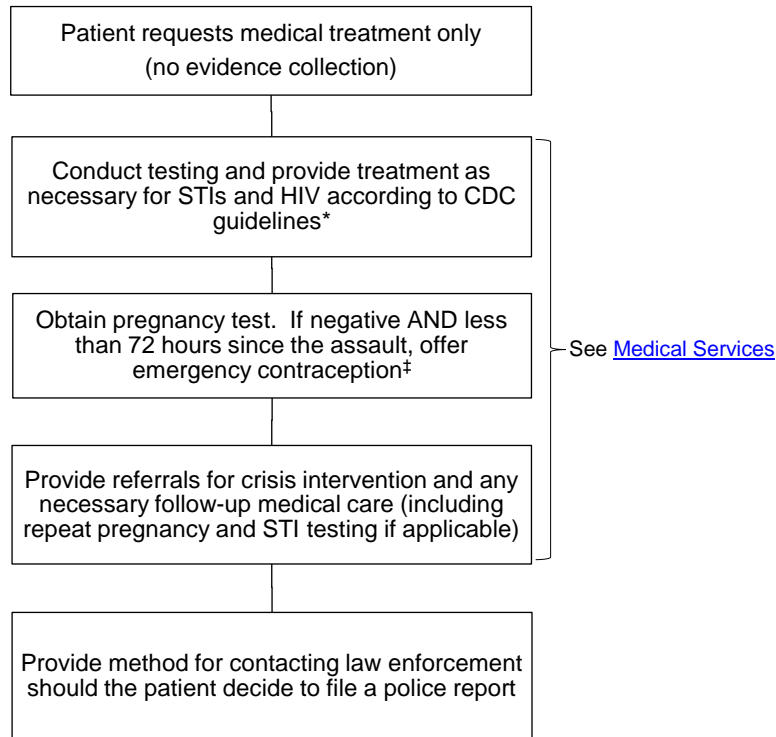 Patient requests medical treatment only
(no evidence collection)
Conduct testing and provide treatment as
necessary for STIs and HIV according to CDC
guidelines*
Obtain pregnancy test.  If negative AND less
than 72 hours since the assault, offer
emergency contraception‡
See Medical Services
Provide referrals for crisis intervention and any
necessary follow-up medical care (including
repeat pregnancy and STI testing if applicable)
Provide method for contacting law enforcement
should the patient decide to file a police report